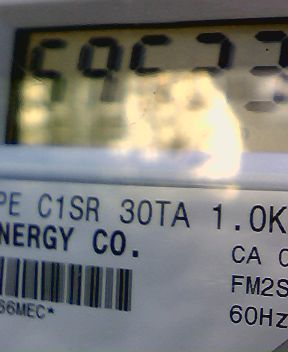 PE C1SR 30TA 1.0K
NERGY CO.
CA
FM2S
66MEC*
60Hz